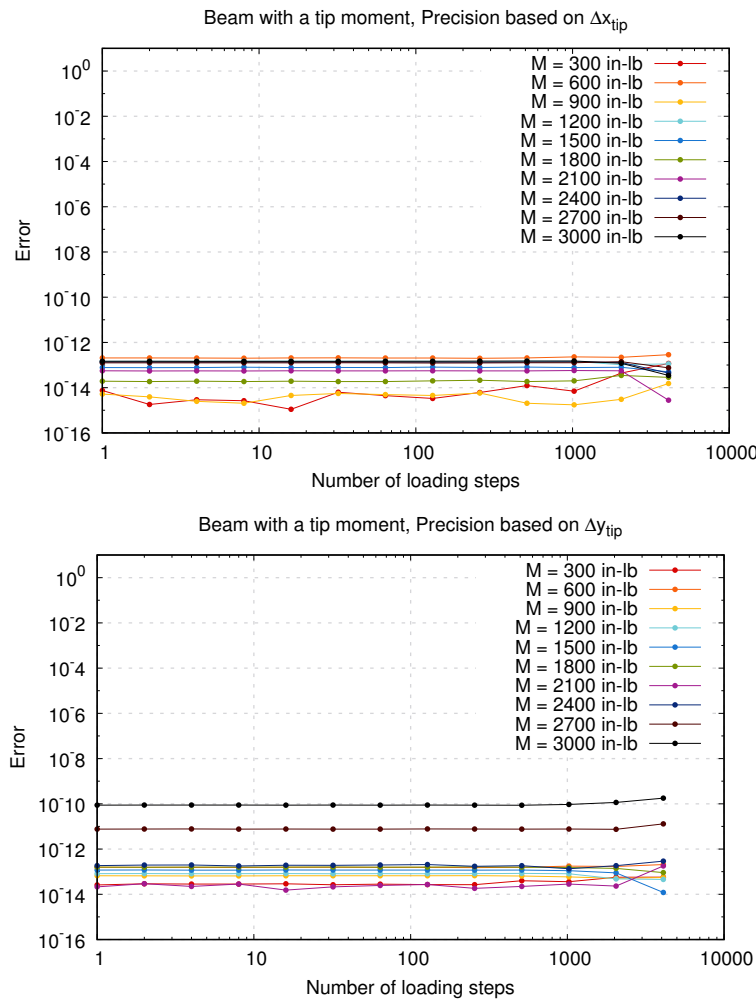 Beam with a tip moment, Precision based on Δx_tip
10^0
10^-2
10^-4
10^-6
10^-8
10^-10
10^-12
10^-14
10^-16
Error
M = 300 in-lb
M = 600 in-lb
M = 900 in-lb
M = 1200 in-lb
M = 1500 in-lb
M = 1800 in-lb
M = 2100 in-lb
M = 2400 in-lb
M = 2700 in-lb
M = 3000 in-lb
1 10 100 1000 10000
Number of loading steps
Beam with a tip moment, Precision based on Δy_tip
10^0
10^-2
10^-4
10^-6
10^-8
10^-10
10^-12
10^-14
10^-16
Error
M = 300 in-lb
M = 600 in-lb
M = 900 in-lb
M = 1200 in-lb
M = 1500 in-lb
M = 1800 in-lb
M = 2100 in-lb
M = 2400 in-lb
M = 2700 in-lb
M = 3000 in-lb
1 10 100 1000 10000
Number of loading steps